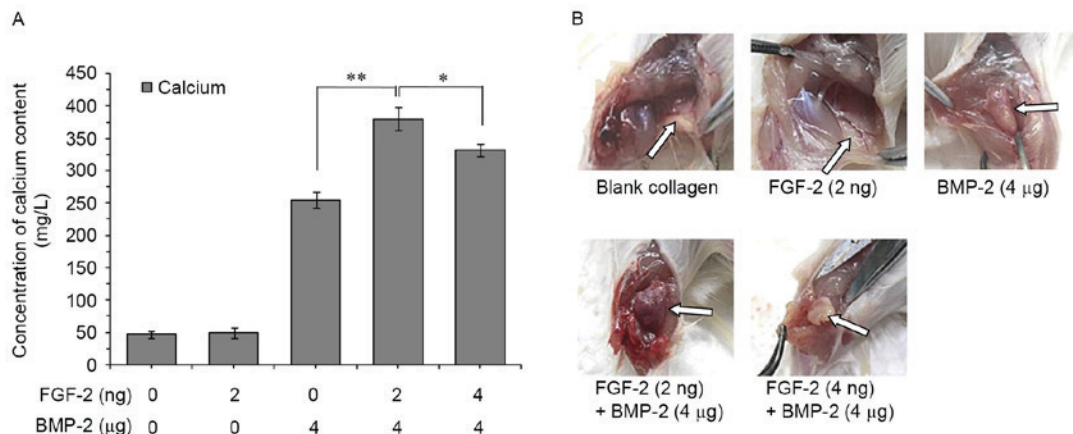 A
Concentration of calcium content
(mg/L)
450
400
350
300
250
200
150
100
50
0
Calcium
**
*
FGF-2 (ng) 0 2 0 2 4
BMP-2 (μg) 0 0 4 4 4
B
Blank collagen
FGF-2 (2 ng)
BMP-2 (4 μg)
FGF-2 (2 ng)
+ BMP-2 (4 μg)
FGF-2 (4 ng)
+ BMP-2 (4 μg)